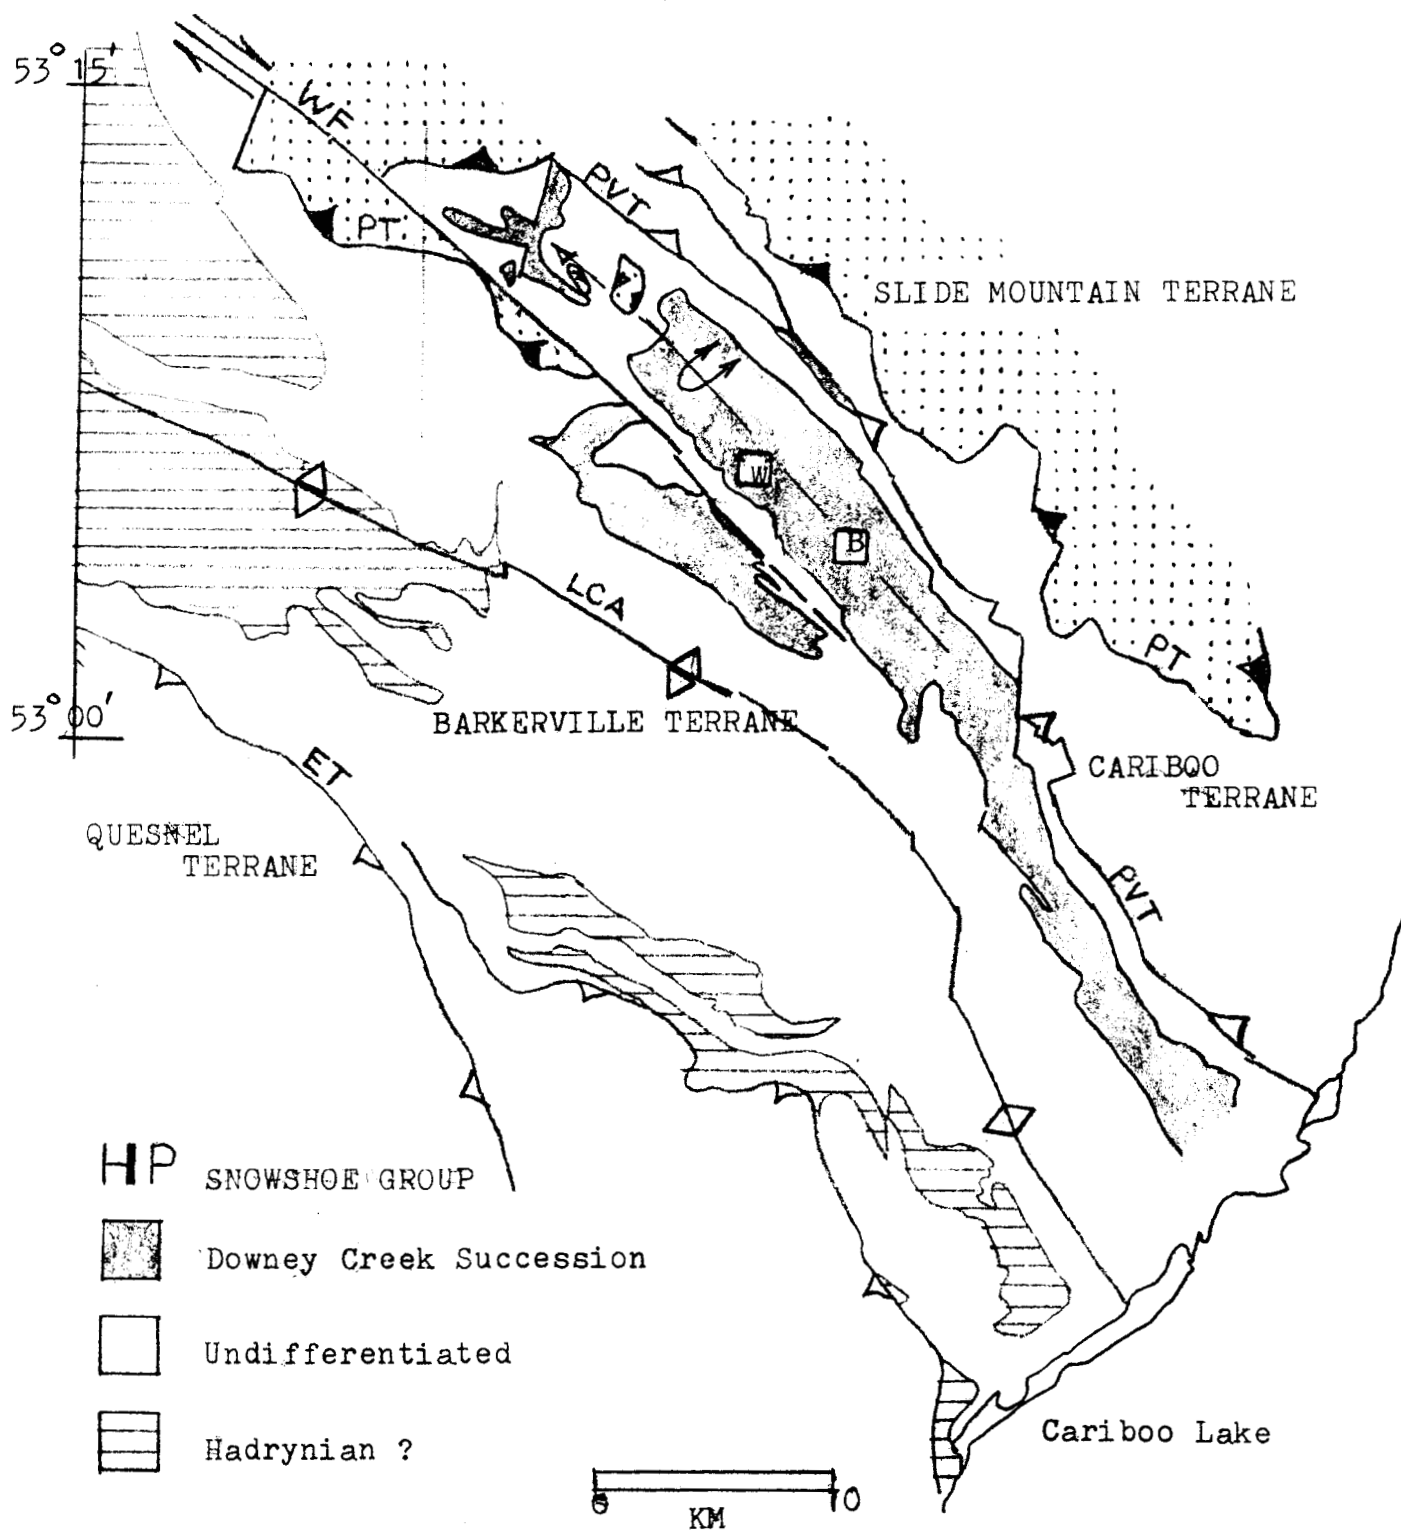 53° 15'
WF
PVT
PT
SLIDE MOUNTAIN TERRANE
W
B
LCA
PT
53° 00'
BARKERVILLE TERRANE
ET
CARIBOO
TERRANE
QUESNEL
TERRANE
PVT
HP SNOWSHOE GROUP
Downey Creek Succession
Undifferentiated
Hadrynian ?
Cariboo Lake
0 10
KM